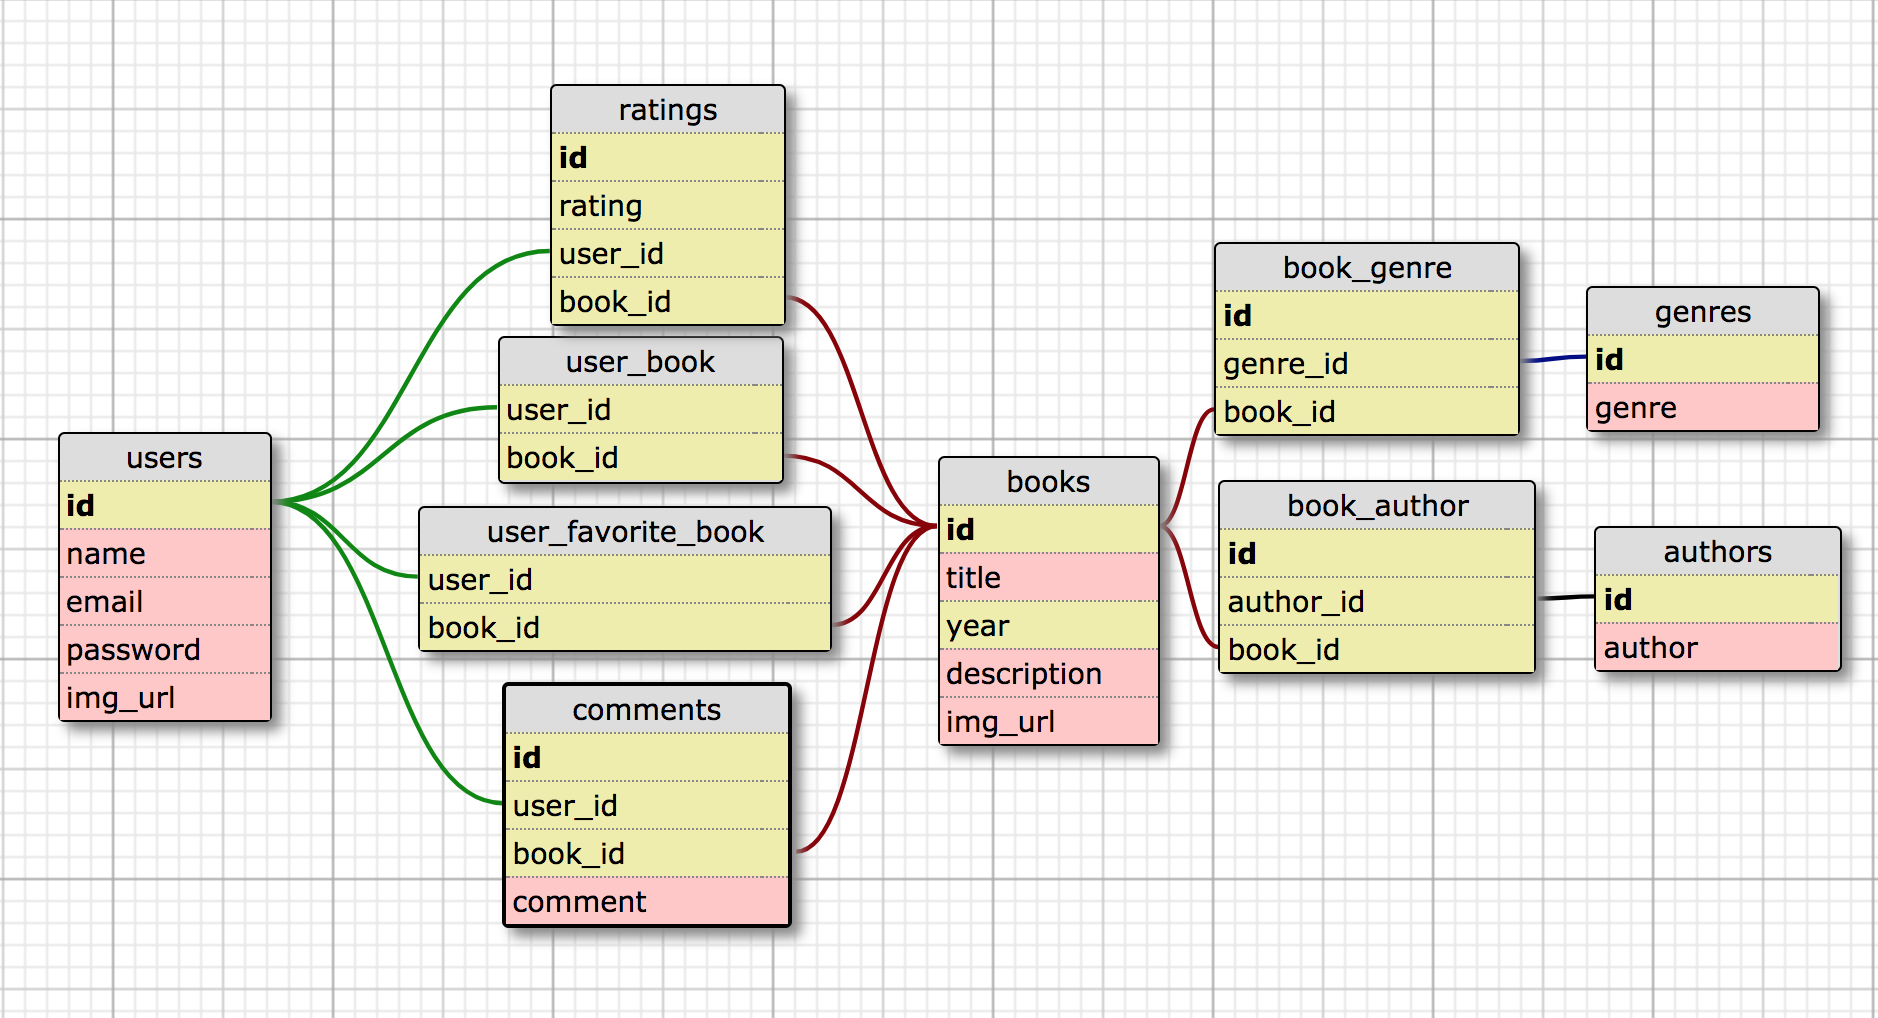 ratings
id
rating
user_id
book_id
user_book
user_id
book_id
users
id
name
email
password
img_url
user_favorite_book
user_id
book_id
comments
id
user_id
book_id
comment
books
id
title
year
description
img_url
book_genre
id
genre_id
book_id
genres
id
genre
book_author
id
author_id
book_id
authors
id
author